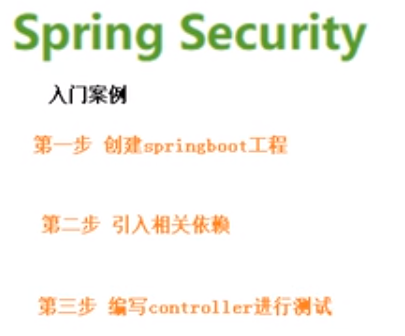 Spring Security
入门案例
第一步 创建springboot工程
第二步 引入相关依赖
第三步 编写controller进行测试